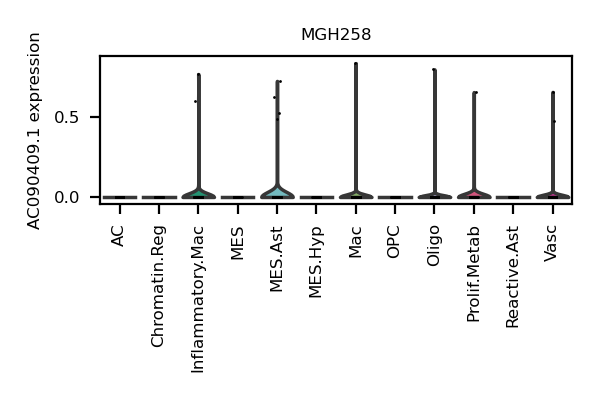 MGH258
AC090409.1 expression
0.5
0.0
AC
Chromatin.Reg
Inflammatory.Mac
MES
MES.Ast
MES.Hyp
Mac
OPC
Oligo
Prolif.Metab
Reactive.Ast
Vasc